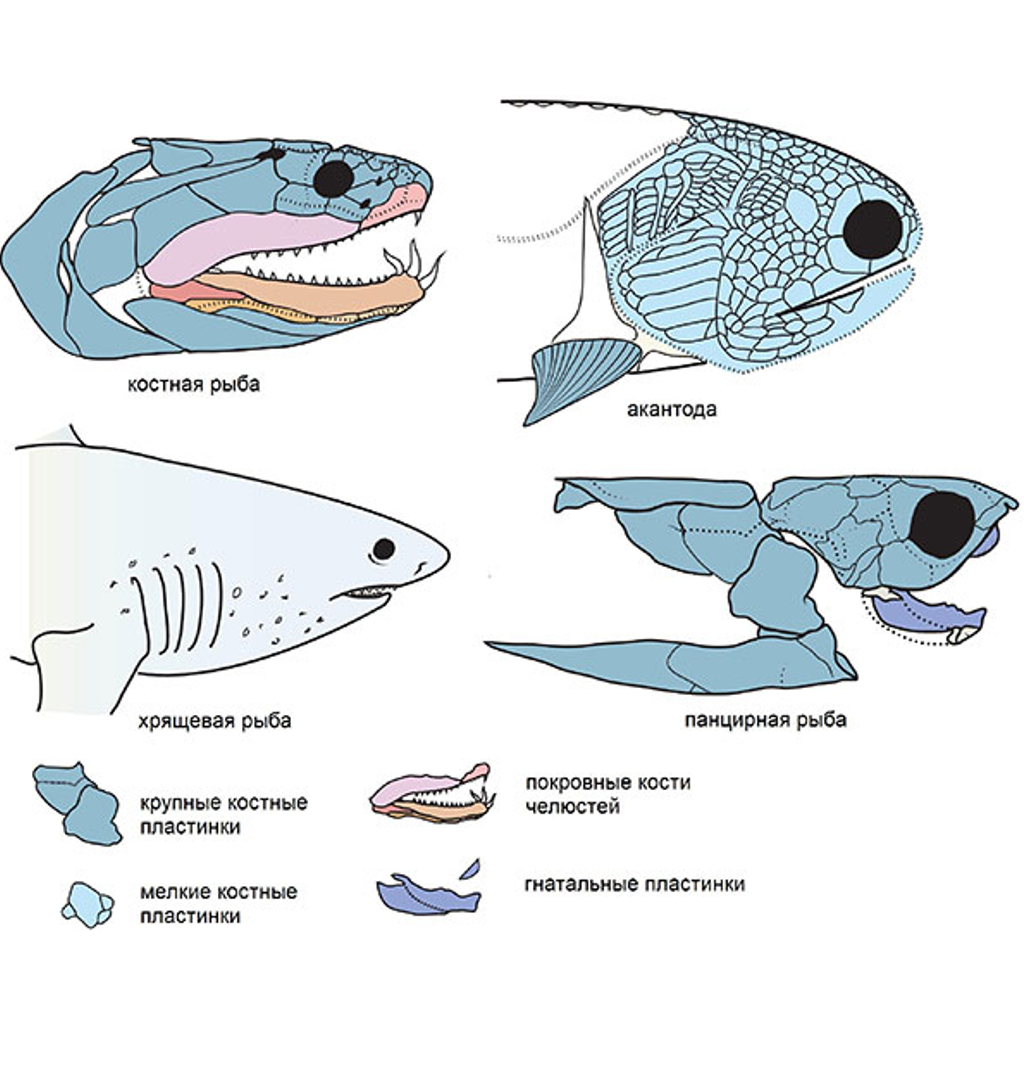 костная рыба
акантода
хрящевая рыба
панцирная рыба
крупные костные
пластинки
покровные кости
челюстей
мелкие костные
пластинки
гнатальные пластинки